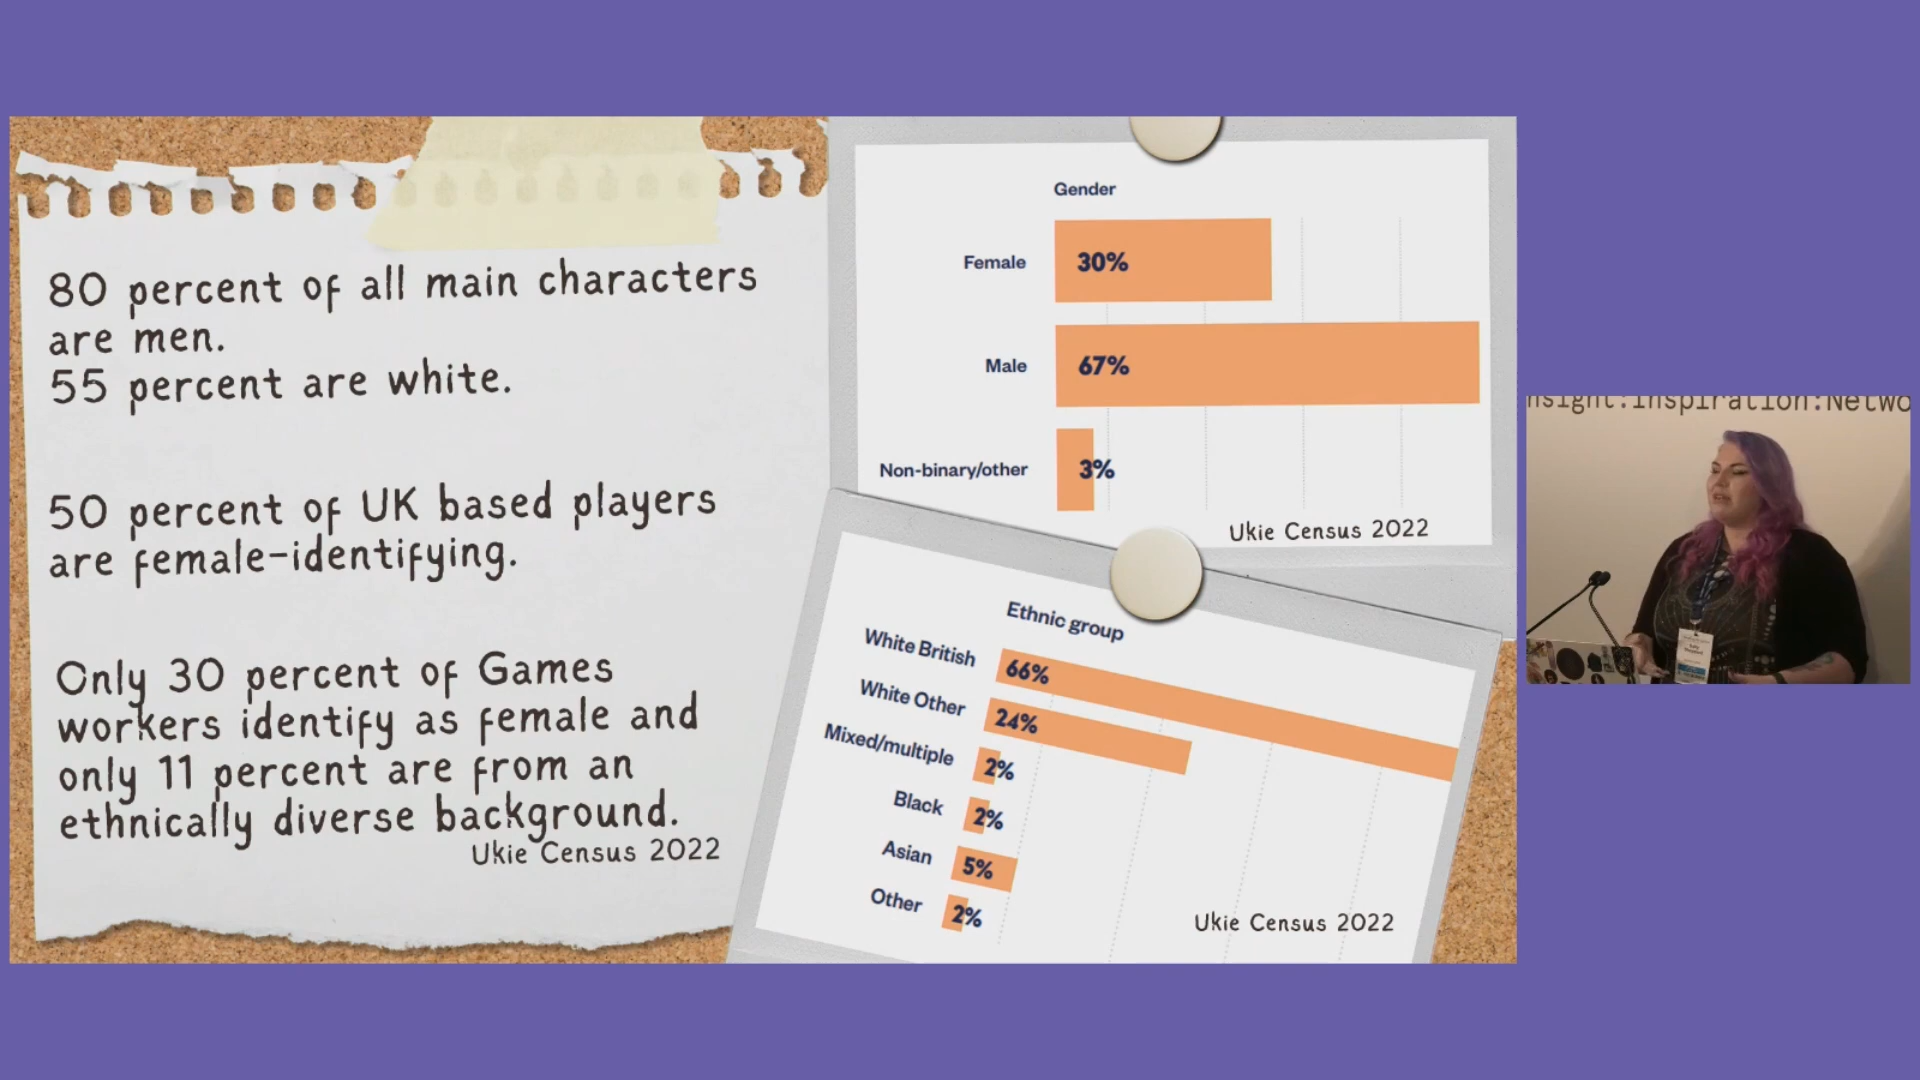 80 percent of all main characters
are men.
55 percent are white.
50 percent of UK based players
are female-identifying.
Only 30 percent of Games
workers identify as female and
only 11 percent are from an
ethnically diverse background.
Ukie Census 2022
Gender
Female 30%
Male 67%
Non-binary/other 3%
Ukie Census 2022
Ethnic group
White British 66%
White Other 24%
Mixed/multiple 2%
Black 2%
Asian 5%
Other 2%
Ukie Census 2022
nsight:Inspiration:Netwo